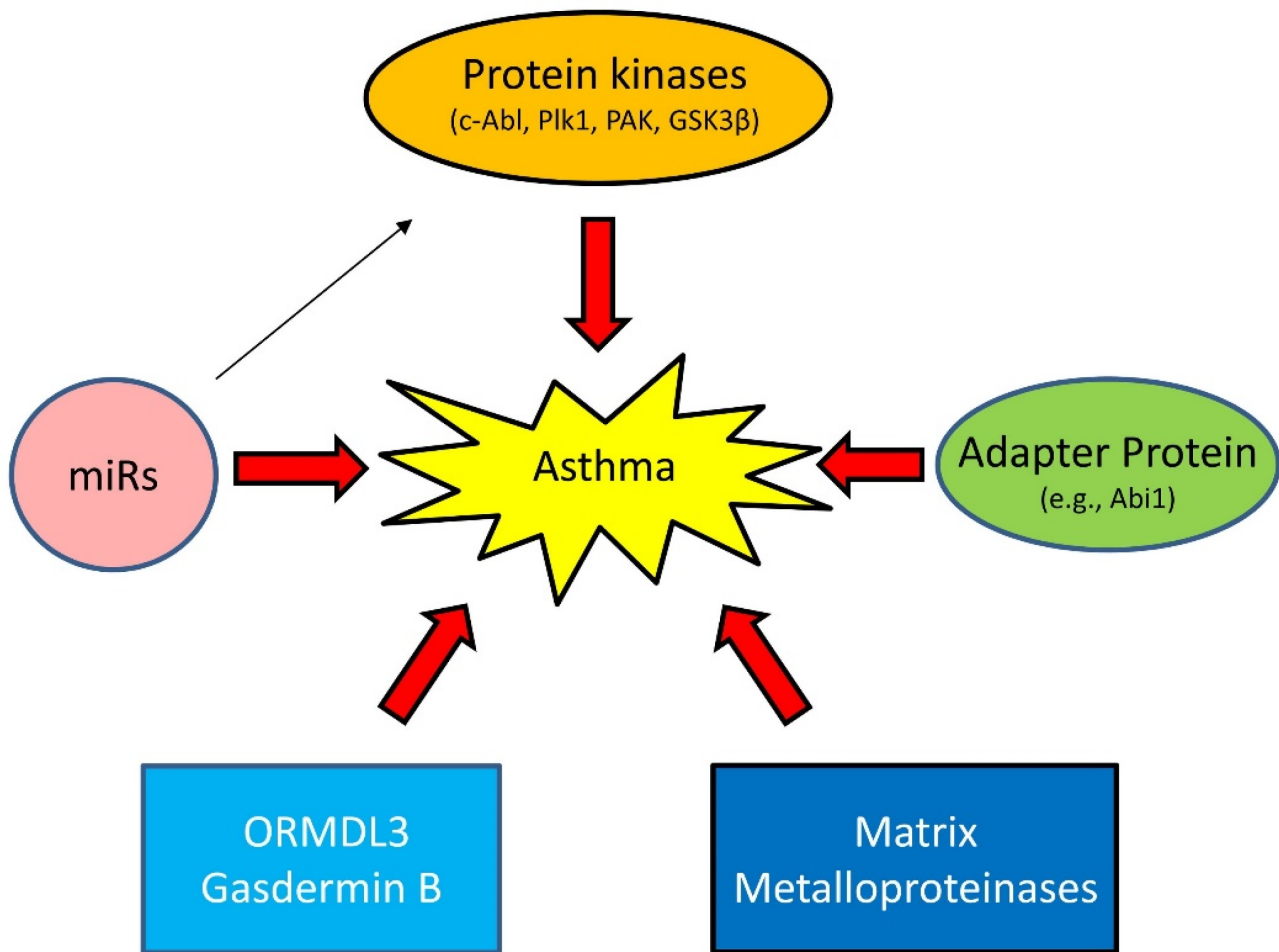 Protein kinases
(c-Abl, Plk1, PAK, GSK3β)
miRs
Asthma
Adapter Protein
(e.g., Abi1)
ORMDL3
Gasdermin B
Matrix
Metalloproteinases